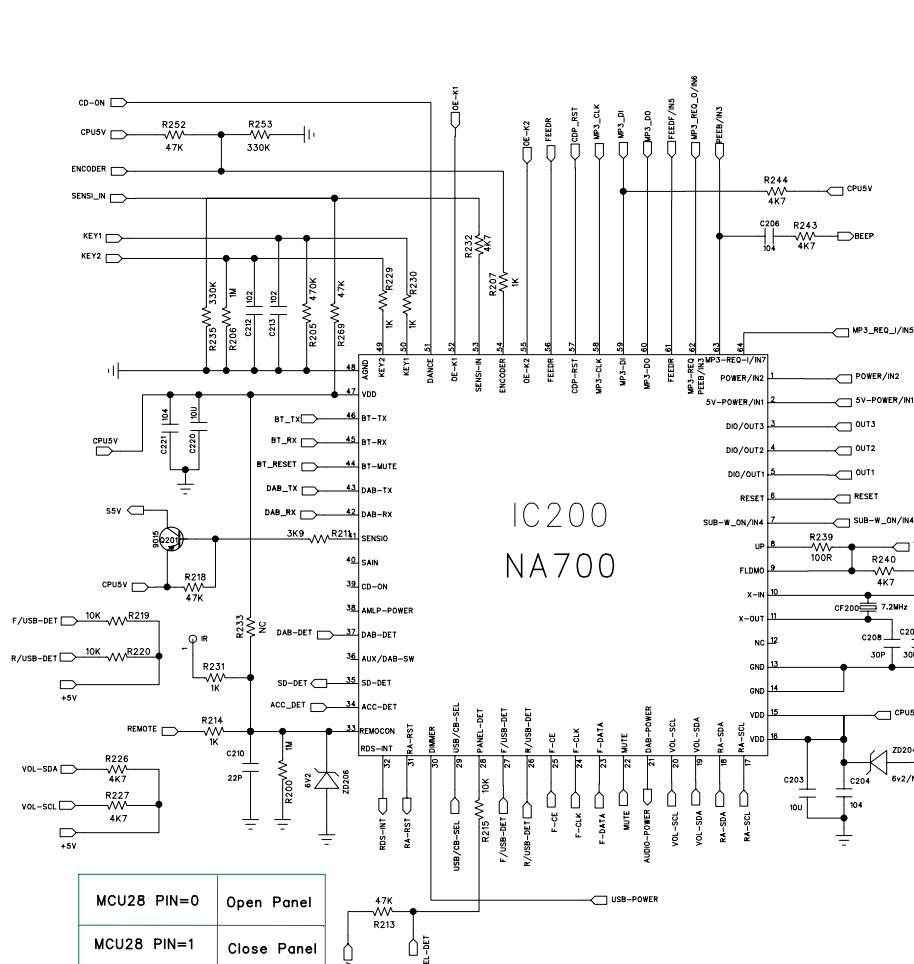 CD-ON
CPU5V
R252
47K
R253
330K
ENCODER
SENSI_IN
KEY1
KEY2
OE-K1
OE-K2
FEEDR
CDP_RST
MP3_CLK
MP3_DI
MP3_DO
FEEDF/IN5
MP3_REQ_O/IN6
PEEB/IN3
R244
4K7
CPU5V
C206
104
R243
4K7
BEEP
R235
330K
R206
1M
C212
102
C213
102
R205
470K
R269
47K
R229
1K
R230
1K
R232
4K7
R207
1K
MP3_REQ_I/IN5
49
50
51
52
53
54
55
56
57
58
59
60
61
62
63
64
KEY2
KEY1
DANCE
OE-K1
SENSI-IN
ENCODER
OE-K2
FEEDR
CDP-RST
MP3-CLK
MP3-DI
MP3-DO
FEEDR
MP3-REQ
PEEB/IN3
MP3-REQ-I/IN7
48 AGND
47 VDD
BT_TX 46 BT-TX
BT_RX 45 BT-RX
BT_RESET 44 BT-MUTE
DAB_TX 43 DAB-TX
DAB_RX 42 DAB-RX
3K9 R211 41 SENSIO
40 SAIN
39 CD-ON
38 AMLP-POWER
DAB-DET 37 DAB-DET
36 AUX/DAB-SW
SD-DET 35 SD-DET
ACC_DET 34 ACC-DET
33 REMOCON
RDS-INT
CPU5V
C221
104
C220
10U
S5V
9015
Q201
CPU5V
R218
47K
F/USB-DET 10K R219
R/USB-DET 10K R220
+5V
IR
1
R231
1K
R233
NC
REMOTE
R214
1K
C210
22P
R200
1M
6V2
ZD206
VOL-SDA
R226
4K7
VOL-SCL
R227
4K7
+5V
IC200
NA700
POWER/IN2 1 POWER/IN2
5V-POWER/IN1 2 5V-POWER/IN1
DIO/OUT3 3 OUT3
DIO/OUT2 4 OUT2
DIO/OUT1 5 OUT1
RESET 6 RESET
SUB-W_ON/IN4 7 SUB-W_ON/IN4
UP 8
FLDMO 9
X-IN 10
X-OUT 11
NC 12
GND 13
GND 14
VDD 15
VDD 16
R239
100R
R240
4K7
CF200 7.2MHz
C208
30P
CPU5
C203
10U
C204
104
6v2/
DIMMER
USB/CB-SEL
PANEL-DET
F/USB-DET
R/USB-DET
F-CE
F-CLK
F-DATA
MUTE
DAB-POWER
VOL-SCL
VOL-SDA
RA-SDA
RA-SCL
RA-RST
32
31
30
29
28
27
26
25
24
23
22
21
20
19
18
17
RDS-INT
RA-RST
USB/CB-SEL
R215
10K
F/USB-DET
R/USB-DET
F-CE
F-CLK
F-DATA
MUTE
AUDIO-POWER
VOL-SCL
VOL-SDA
RA-SDA
RA-SCL
USB-POWER
47K
R213
EL-DET
MCU28 PIN=0 Open Panel
MCU28 PIN=1 Close Panel